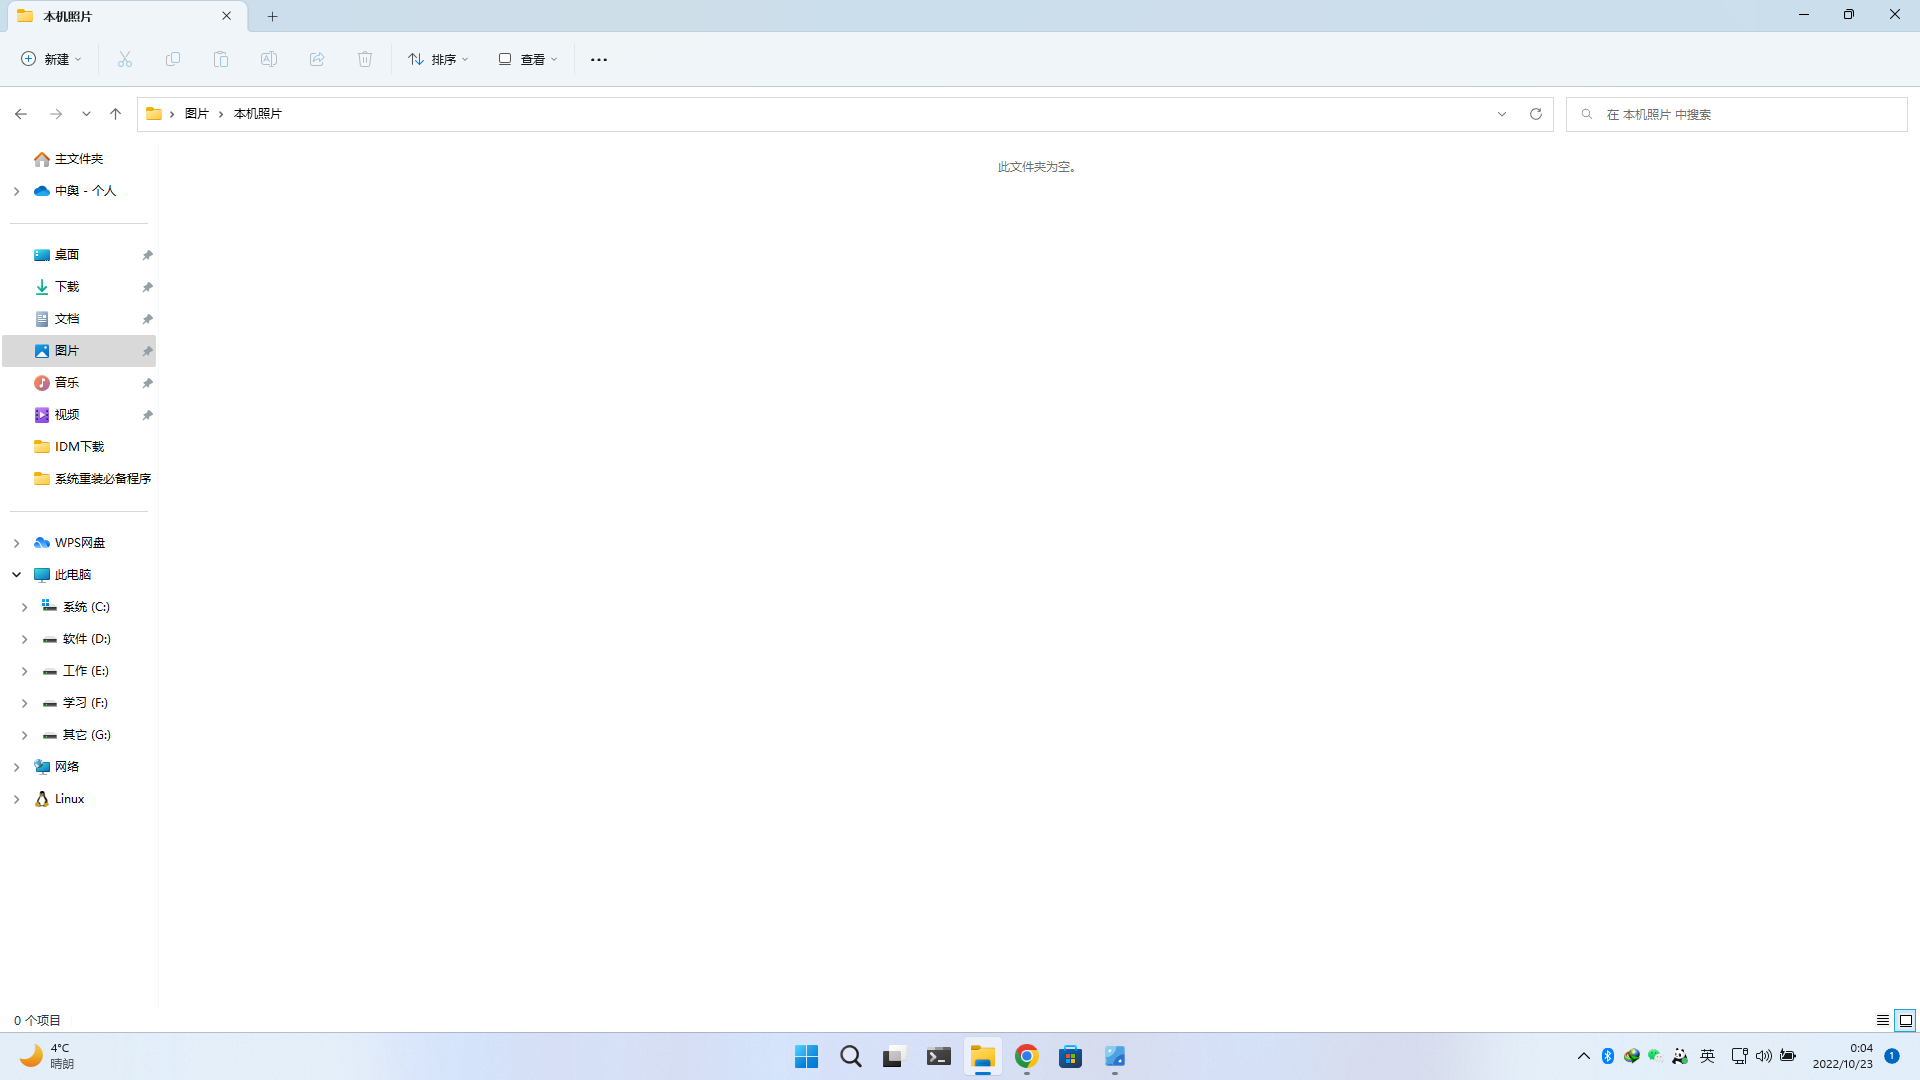 本机照片
新建
排序
查看
图片
本机照片
在 本机照片 中搜索
主文件夹
中舆 - 个人
此文件夹为空。
桌面
下载
文档
图片
音乐
视频
IDM下载
系统重装必备程序
WPS网盘
此电脑
系统 (C:)
软件 (D:)
工作 (E:)
学习 (F:)
其它 (G:)
网络
Linux
0 个项目
4°C
晴朗
英
0:04
2022/10/23
1